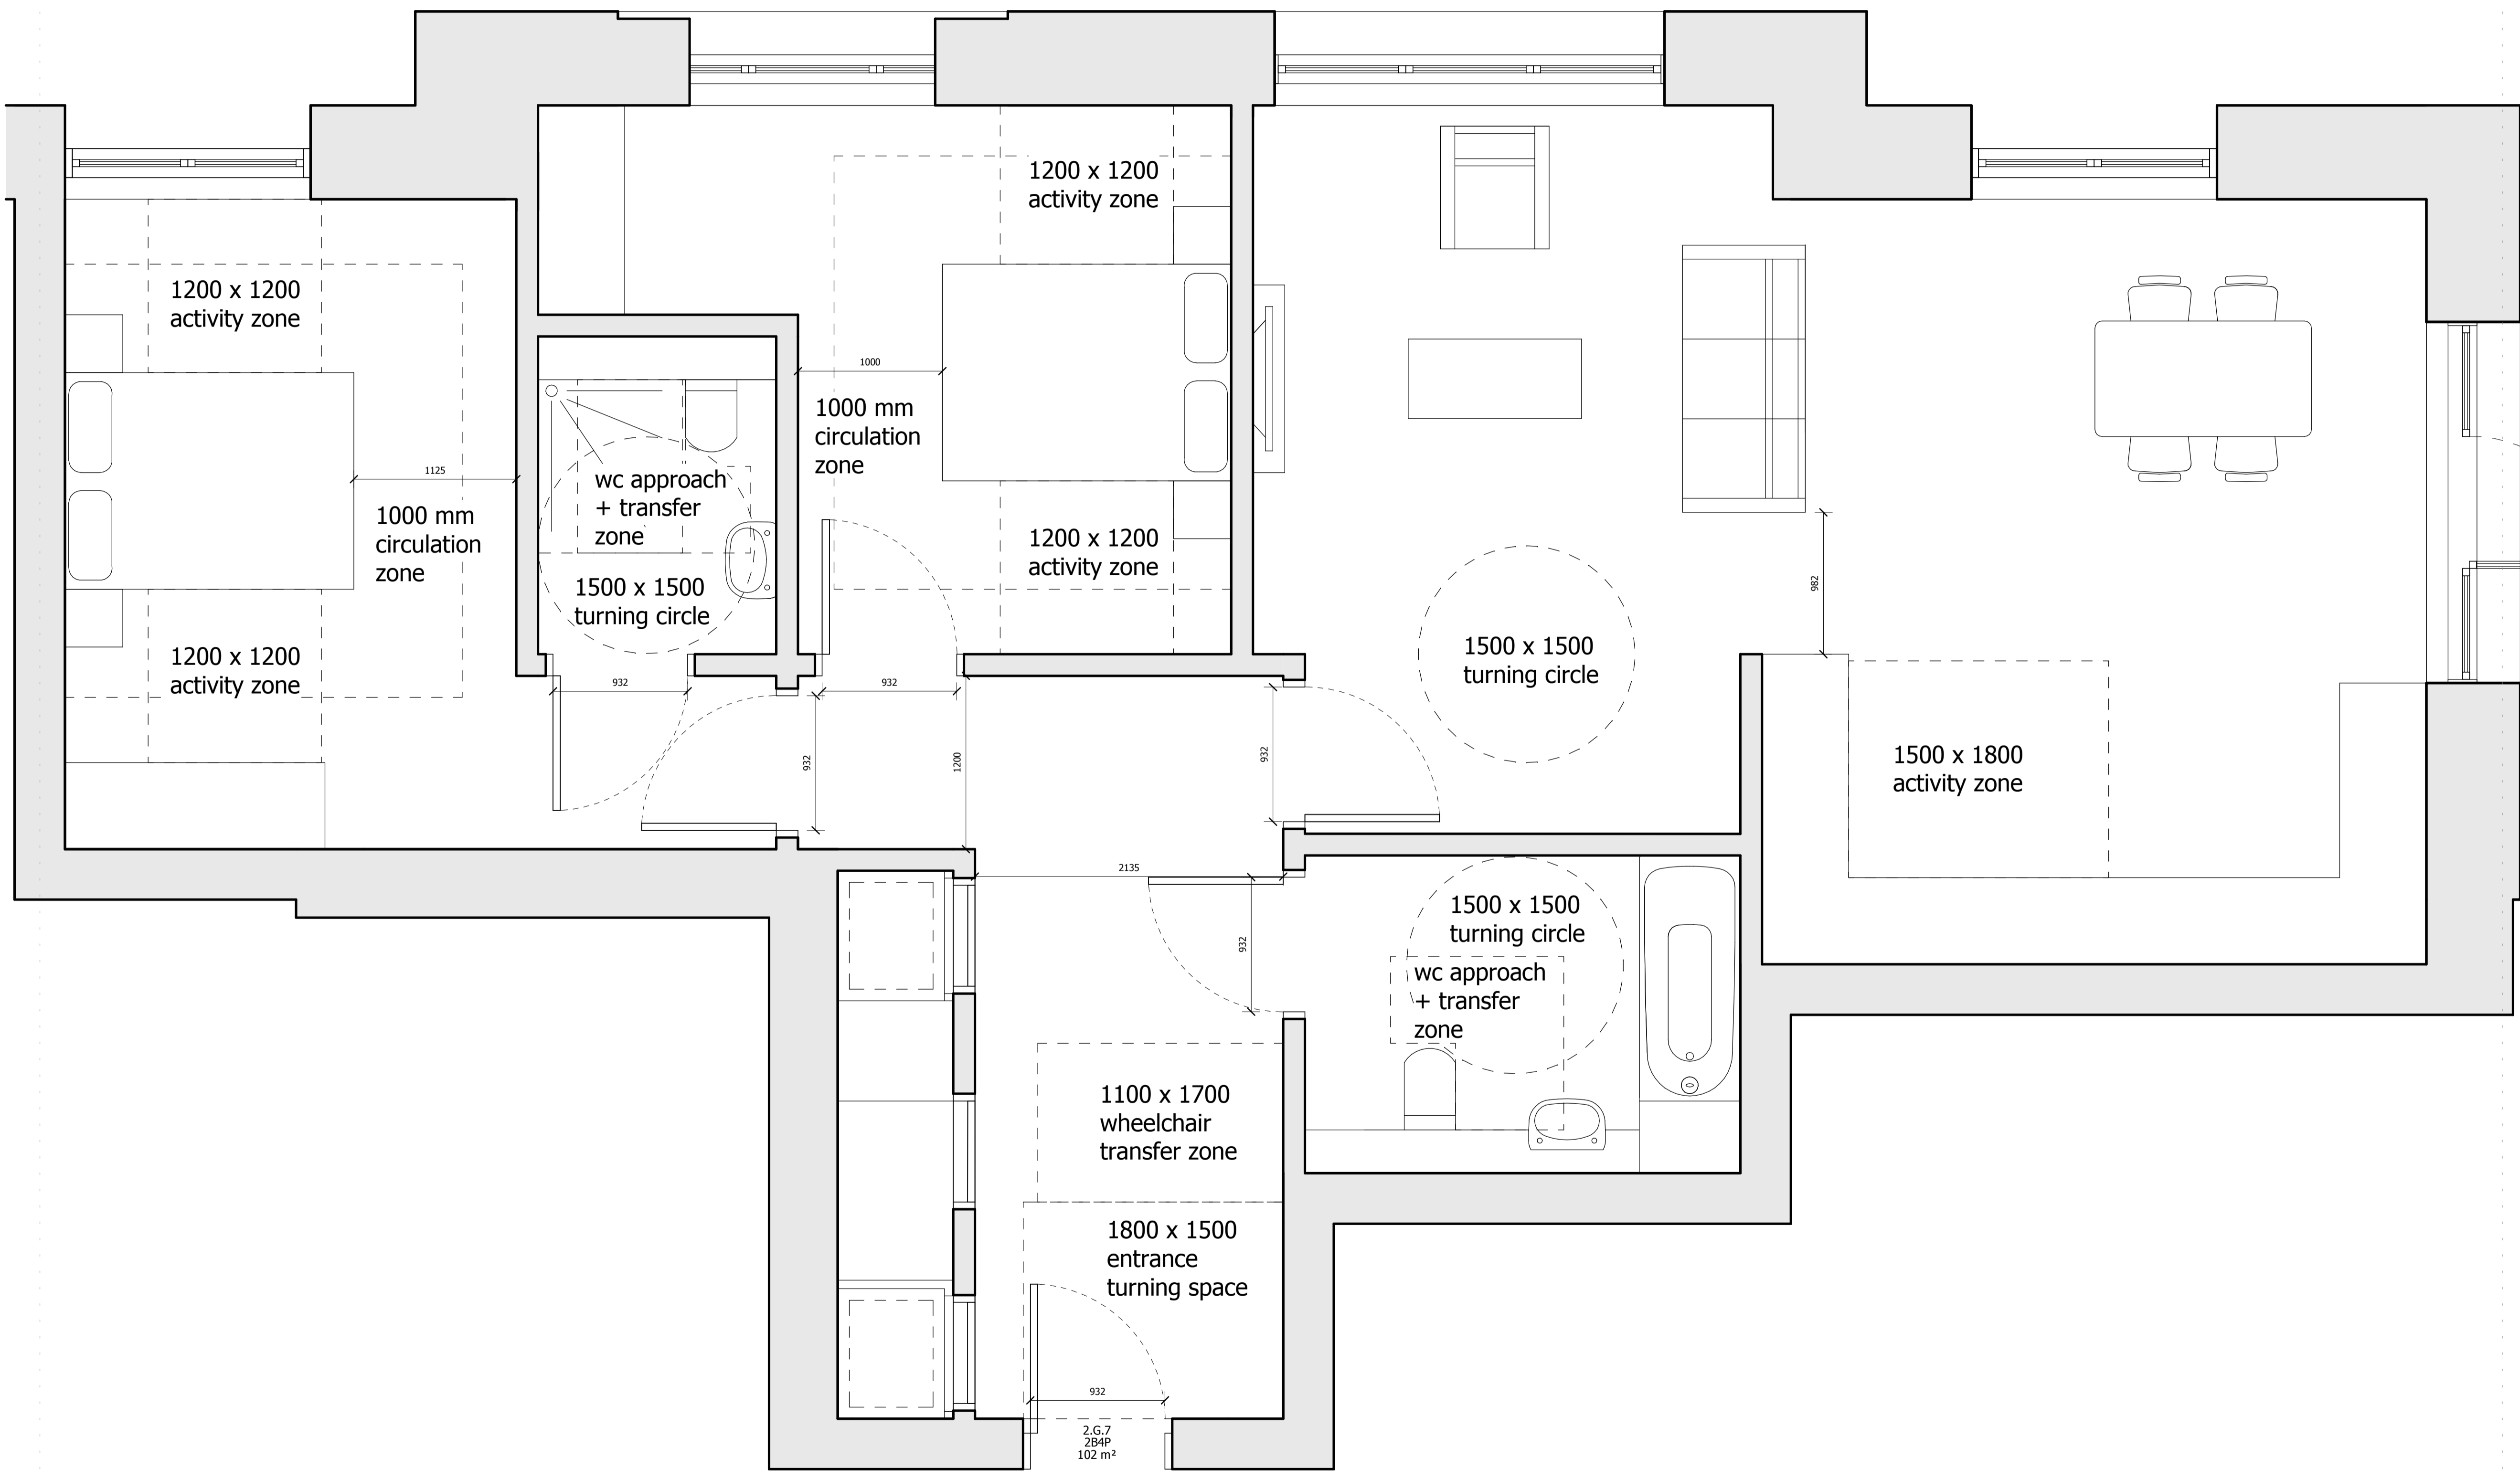 1200 x 1200
activity zone
1200 x 1200
activity zone
1000
1000 mm
circulation
zone
1125
1000 mm
circulation
zone
wc approach
+ transfer
zone
1500 x 1500
turning circle
1200 x 1200
activity zone
1200 x 1200
activity zone
982
1500 x 1500
turning circle
932
932
932
1200
932
1500 x 1800
activity zone
2135
932
1500 x 1500
turning circle
wc approach
+ transfer
zone
1100 x 1700
wheelchair
transfer zone
1800 x 1500
entrance
turning space
932
2.G.7
2B4P
102 m²